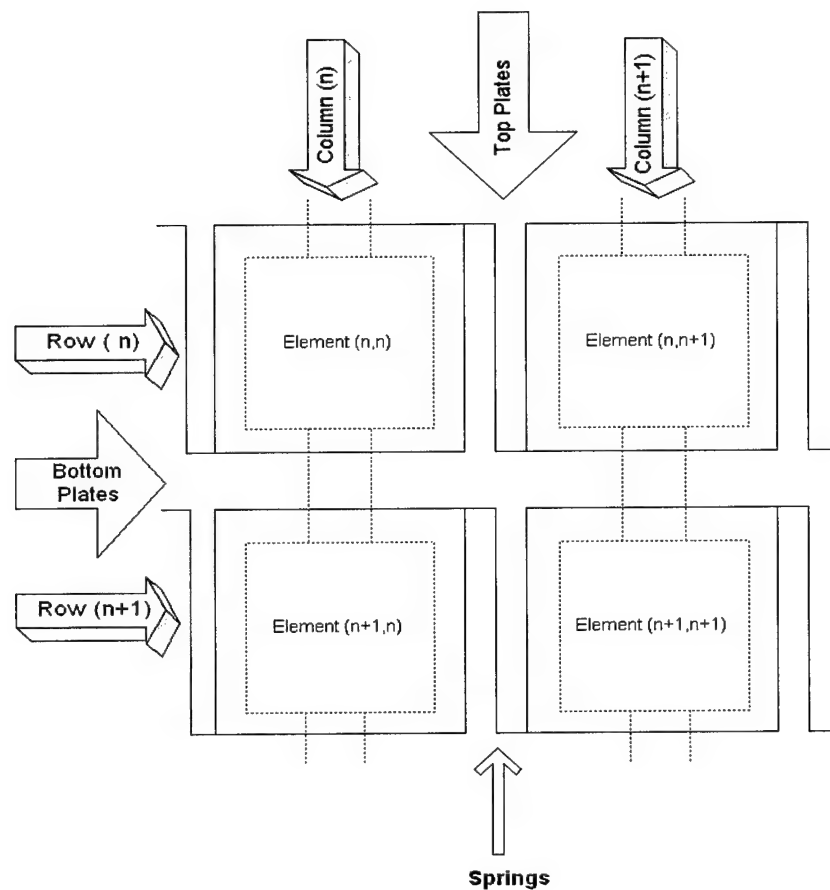 Column (n)
Top Plates
Column (n+1)
Row ( n)
Element (n,n)
Element (n,n+1)
Bottom
Plates
Row (n+1)
Element (n+1,n)
Element (n+1,n+1)
Springs